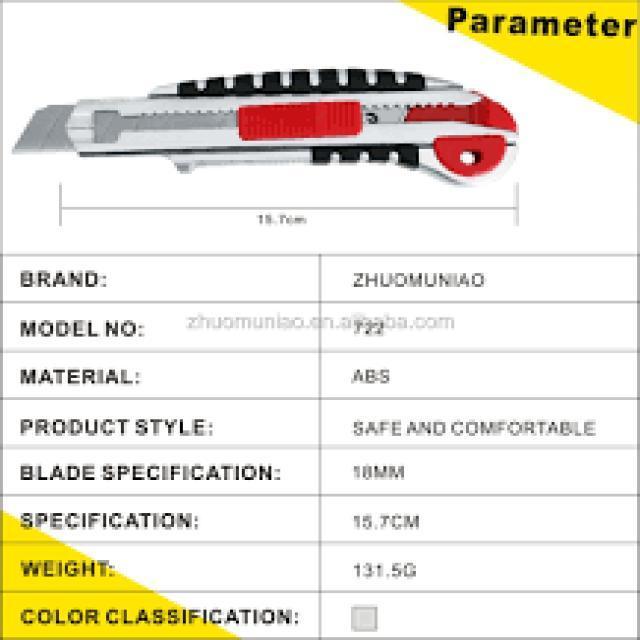 Parameter
15.7cm
BRAND: ZHUOMUNIAO
MODEL NO: 722
zhuomuniao.en.alibaba.com
MATERIAL: ABS
PRODUCT STYLE: SAFE AND COMFORTABLE
BLADE SPECIFICATION: 18MM
SPECIFICATION: 15.7CM
WEIGHT: 131.5G
COLOR CLASSIFICATION: